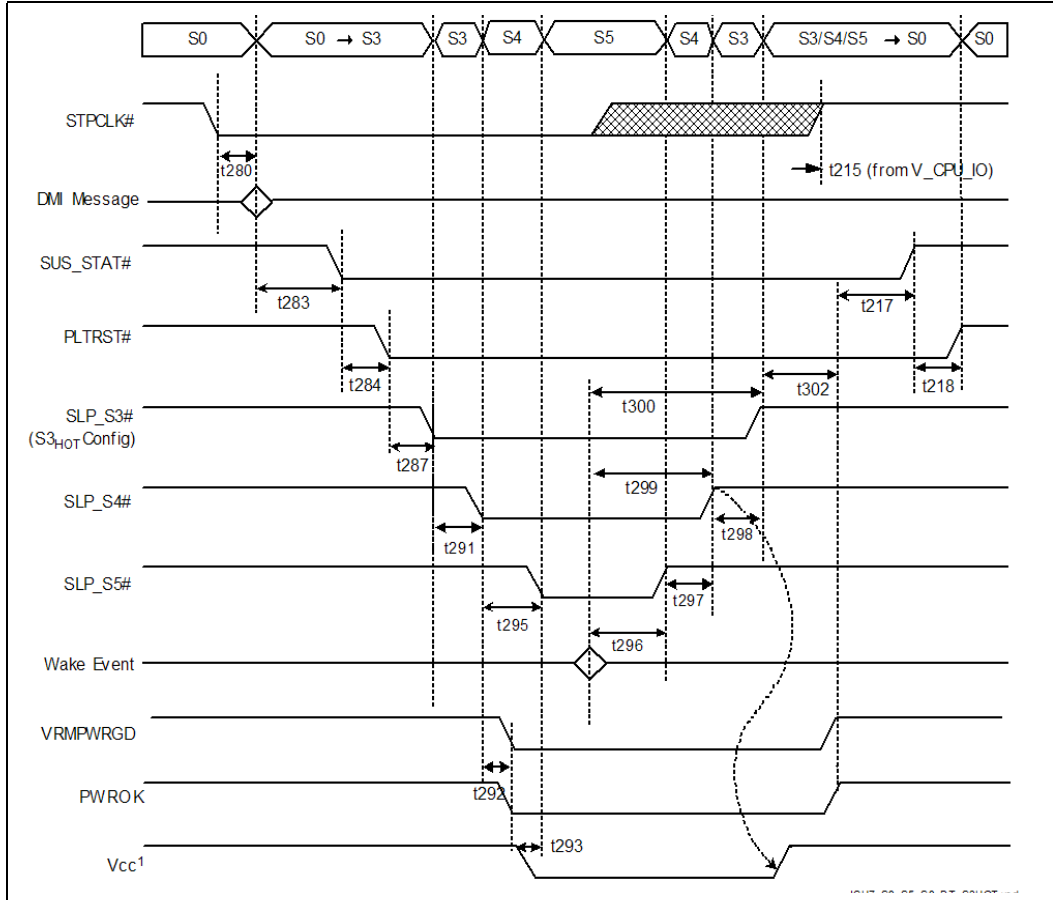 S0 S0 → S3 S3 S4 S5 S4 S3 S3/S4/S5 → S0 S0
STPCLK#
t280
t215 (from V_CPU_IO)
DMI Message
SUS_STAT#
t283
t217
PLTRST#
t284
t302
t218
t300
SLP_S3#
(S3HOT Config)
t287
t299
SLP_S4#
t291
t298
SLP_S5#
t295
t297
t296
Wake Event
VRMPWRGD
t292
PWROK
t293
Vcc1